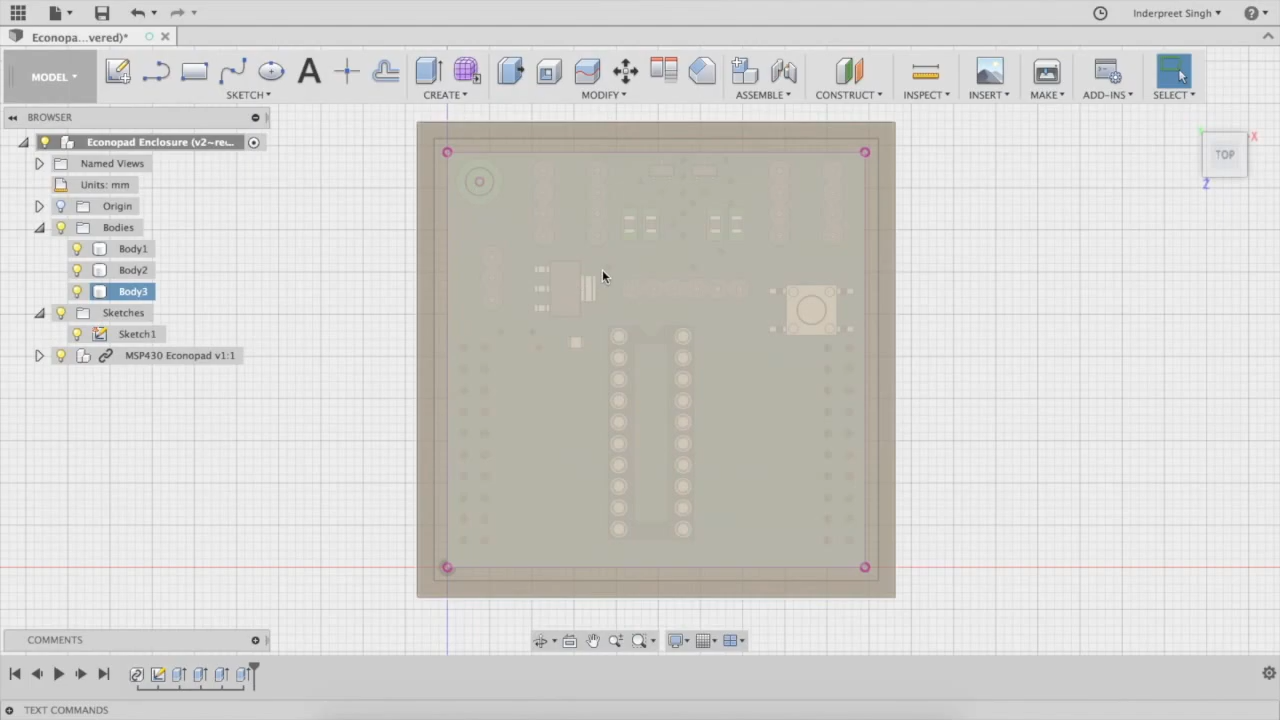 Inderpreet Singh
Econopa...vered)*
MODEL
SKETCH
CREATE
MODIFY
ASSEMBLE
CONSTRUCT
INSPECT
INSERT
MAKE
ADD-INS
SELECT
BROWSER
Econopad Enclosure (v2~re...
Named Views
Units: mm
Origin
Bodies
Body1
Body2
Body3
Sketches
Sketch1
MSP430 Econopad v1:1
X
TOP
Z
COMMENTS
TEXT COMMANDS